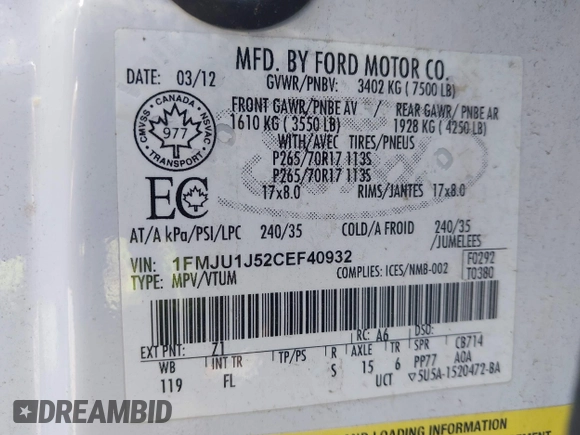 MFD. BY FORD MOTOR CO.
DATE: 03/12 GVWR/PNBV: 3402 KG ( 7500 LB)
FRONT GAWR/PNBE AV / REAR GAWR/ PNBE AR
1610 KG ( 3550 LB) 1928 KG ( 4250 LB)
WITH/AVEC TIRES/PNEUS
P265/70R17 113S
P265/70R17 113S
17x8.0 RIMS/JANTES 17x8.0
CANADA
CMVSS NSVAC
977
TRANSPORT
EC
AT/A kPa/PSI/LPC 240/35 COLD/A FROID 240/35
/JUMELEES
VIN: 1FMJU1J52CEF40932
TYPE: MPV/VTUM COMPLIES: ICES/NMB-002
F0292
T0380
EXT PNT: Z1 RC: A6 DSO:
WB INT TR TP/PS R AXLE TR SPR CB714
119 FL S 15 6 PP77 AOA
UCT 5U5A-1520472-BA
AND LOADING INFORMATION
DREAMBID